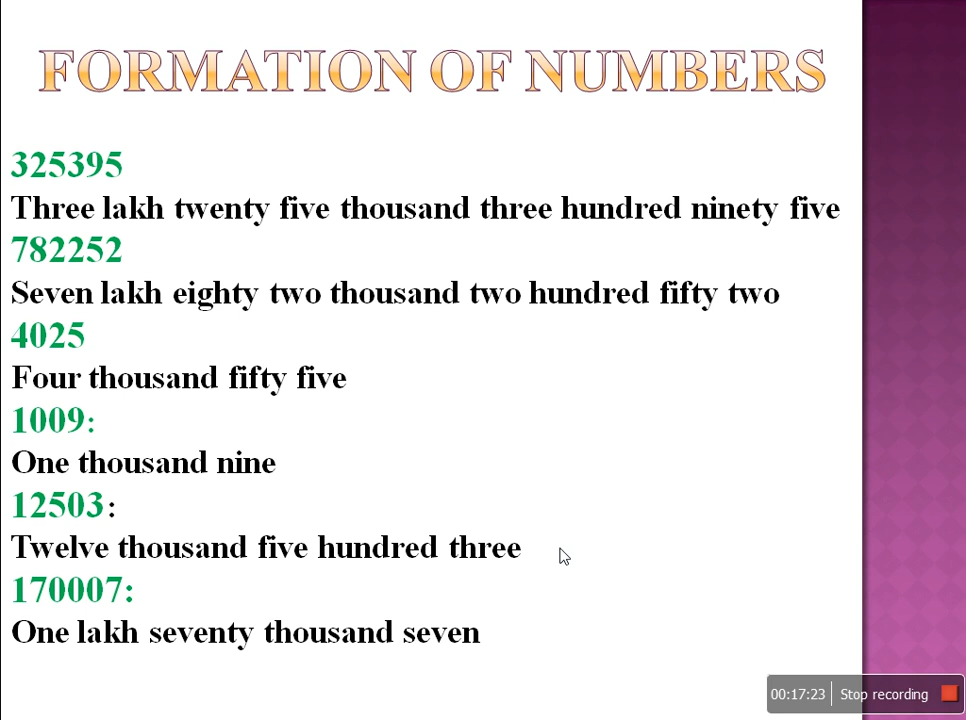 FORMATION OF NUMBERS
325395
Three lakh twenty five thousand three hundred ninety five
782252
Seven lakh eighty two thousand two hundred fifty two
4025
Four thousand fifty five
1009:
One thousand nine
12503:
Twelve thousand five hundred three
170007:
One lakh seventy thousand seven
00:17:23 Stop recording